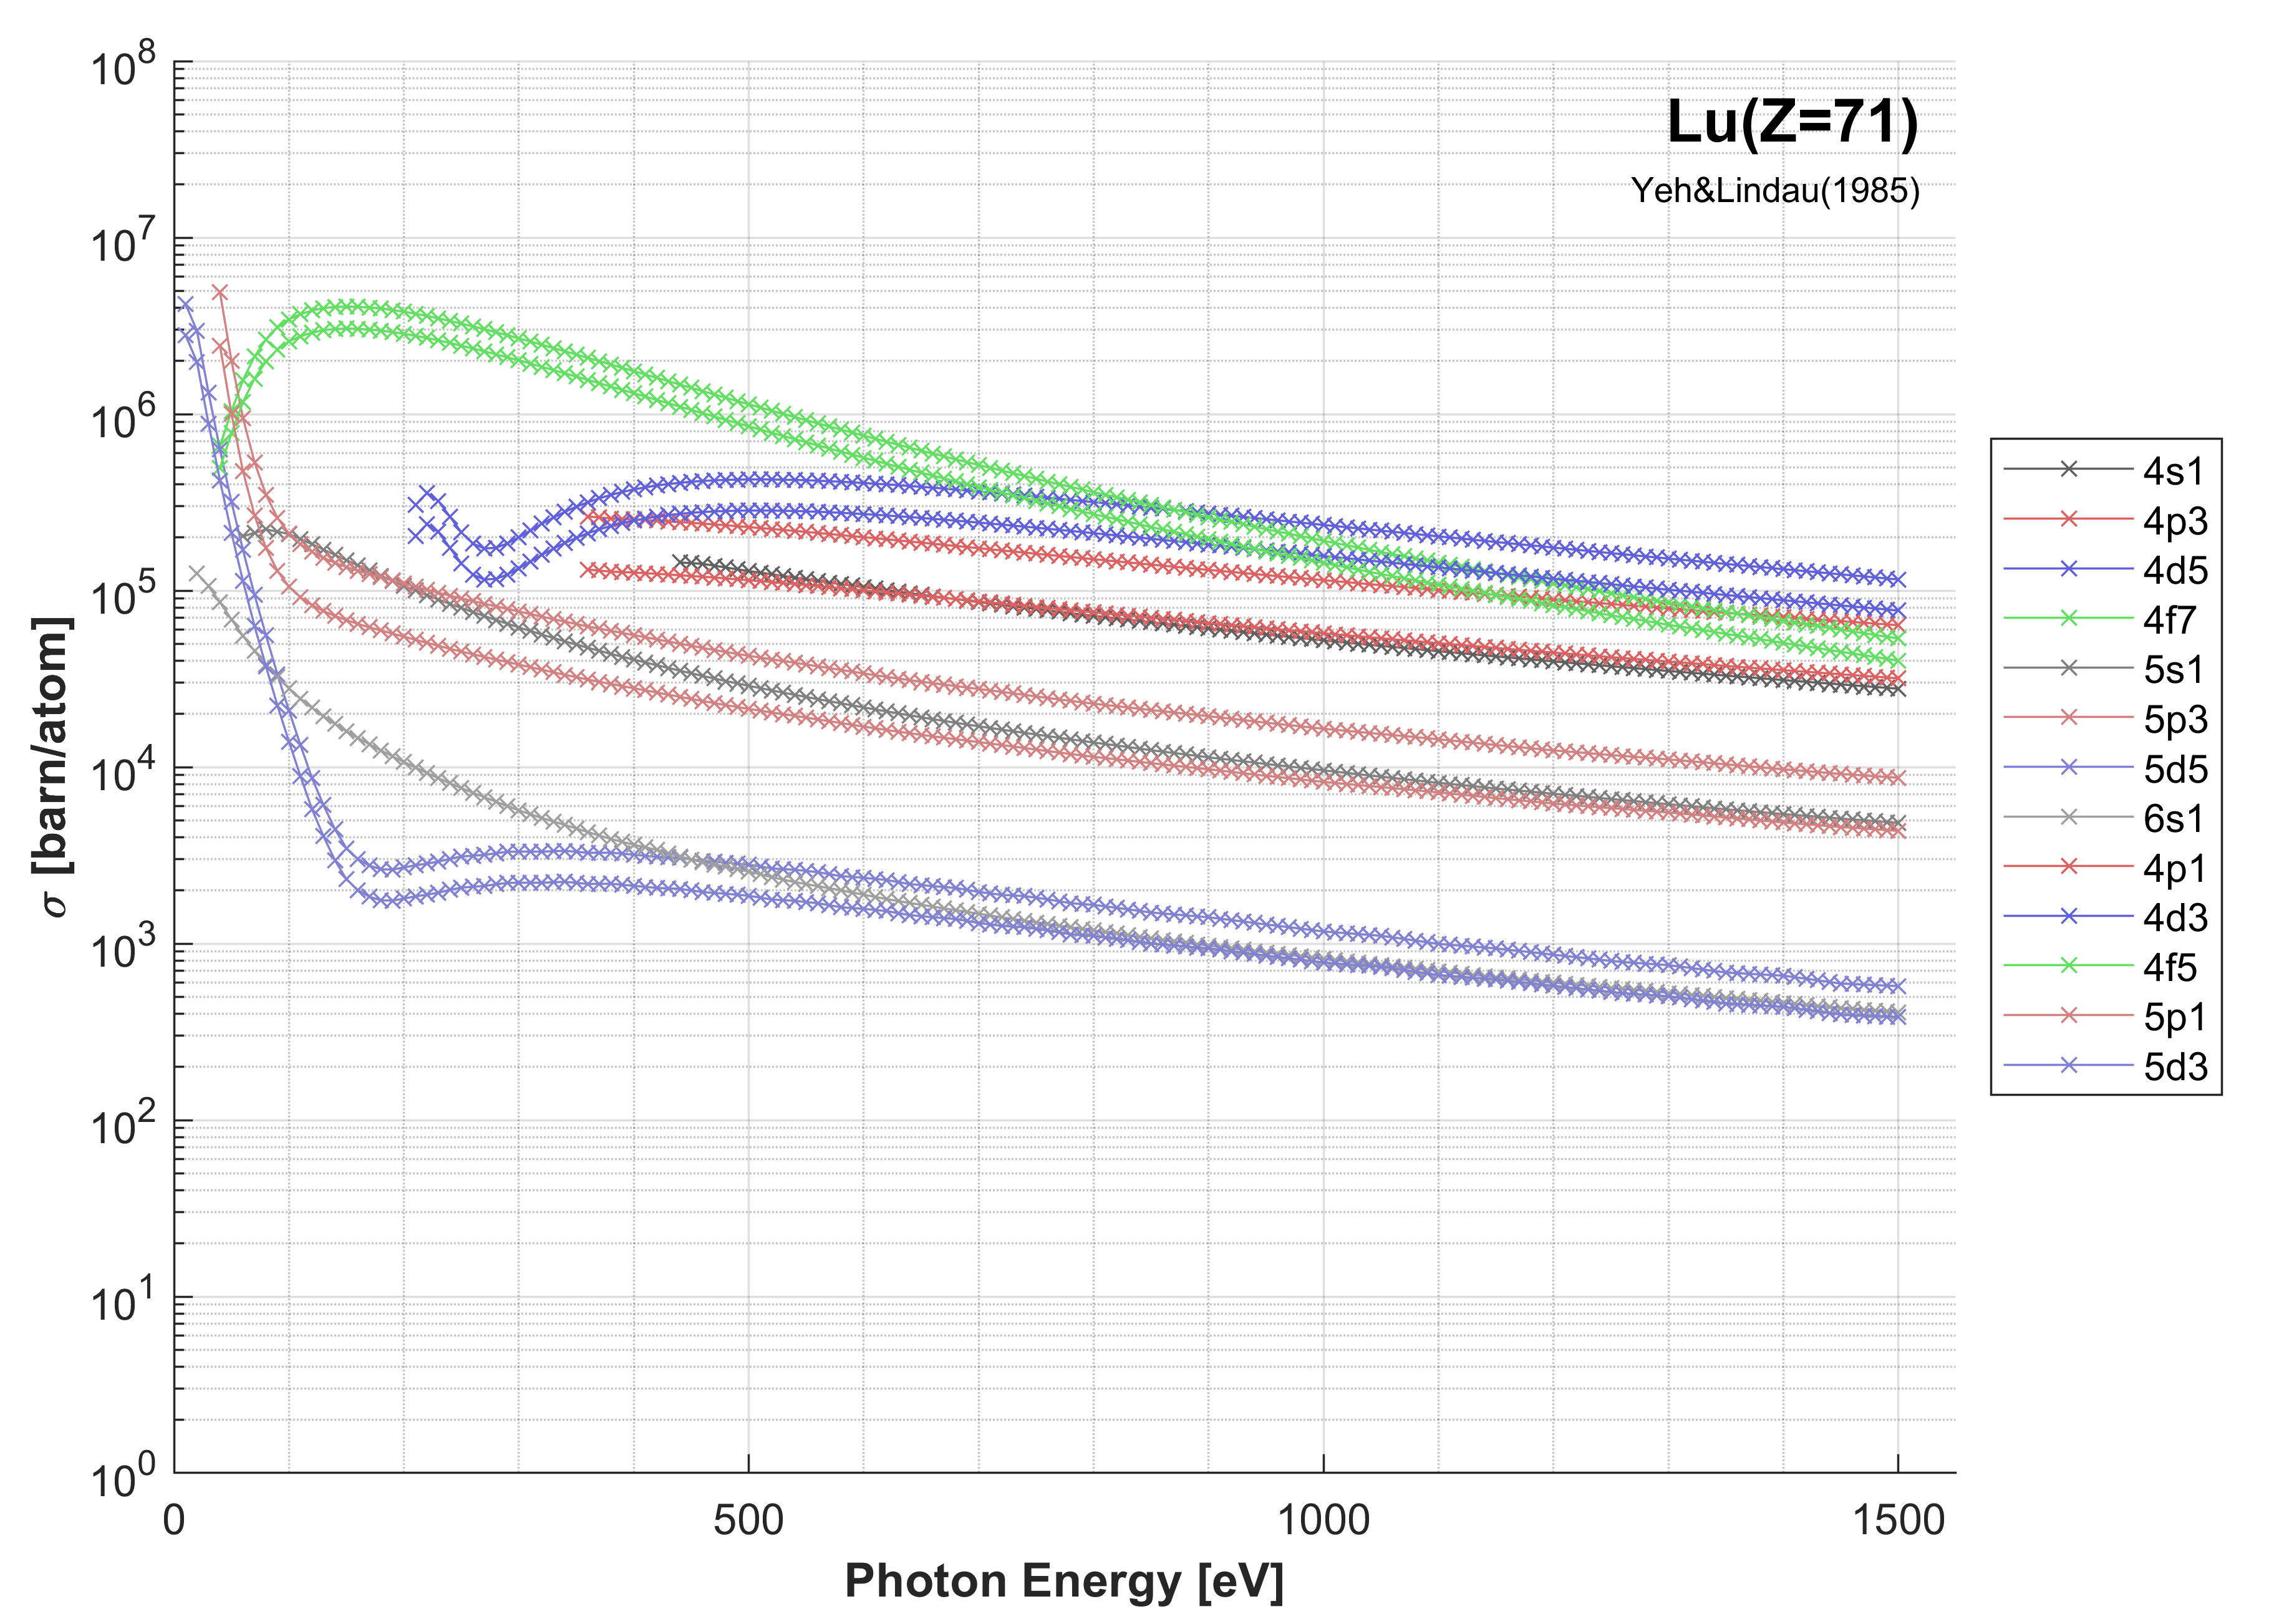 Lu(Z=71)
Yeh&Lindau(1985)
10^8
10^7
10^6
10^5
10^4
10^3
10^2
10^1
10^0
σ [barn/atom]
0 500 1000 1500
Photon Energy [eV]
4s1
4p3
4d5
4f7
5s1
5p3
5d5
6s1
4p1
4d3
4f5
5p1
5d3